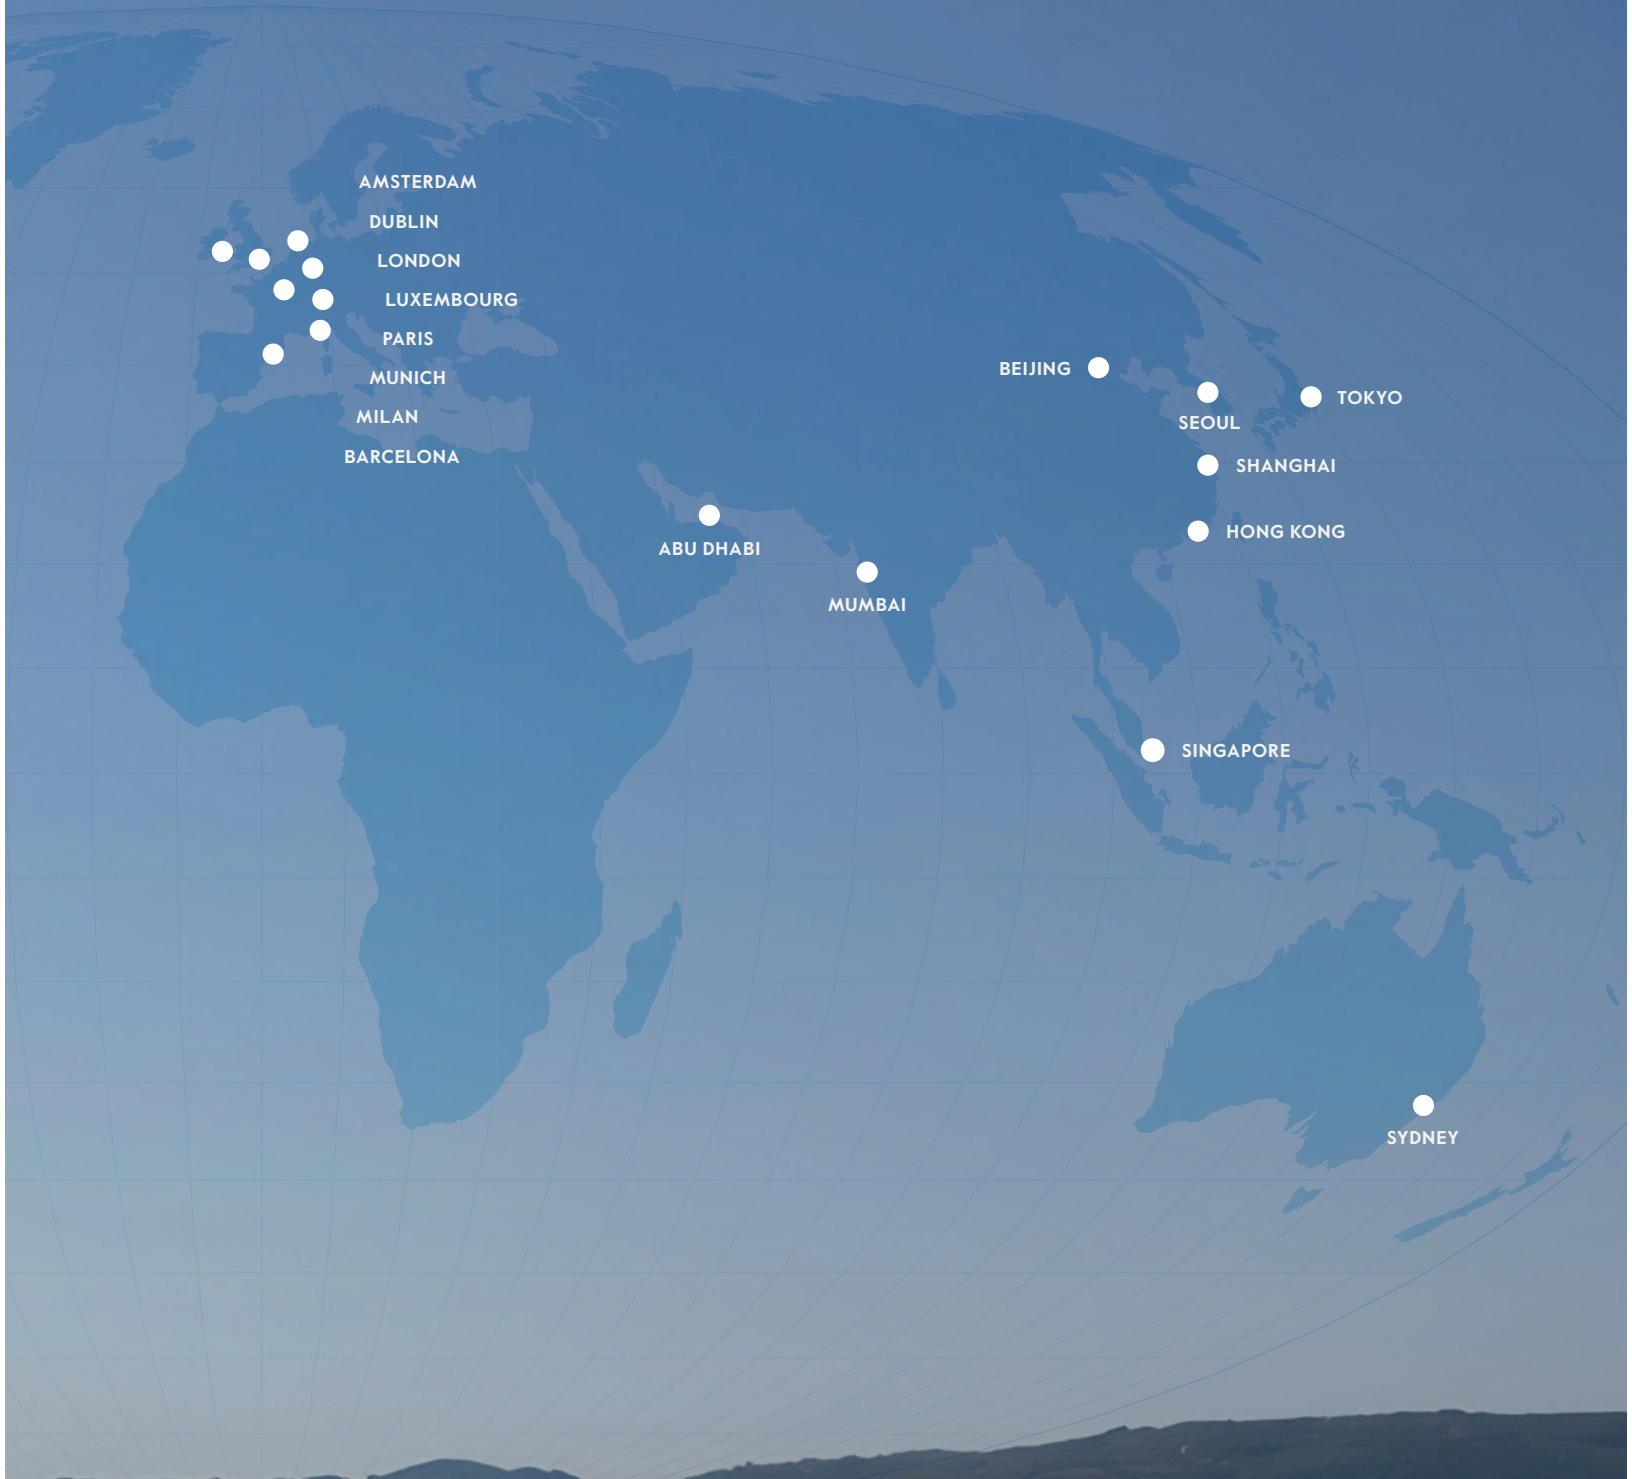 AMSTERDAM
DUBLIN
LONDON
LUXEMBOURG
PARIS
MUNICH
MILAN
BARCELONA
BEIJING
TOKYO
SEOUL
SHANGHAI
HONG KONG
ABU DHABI
MUMBAI
SINGAPORE
SYDNEY